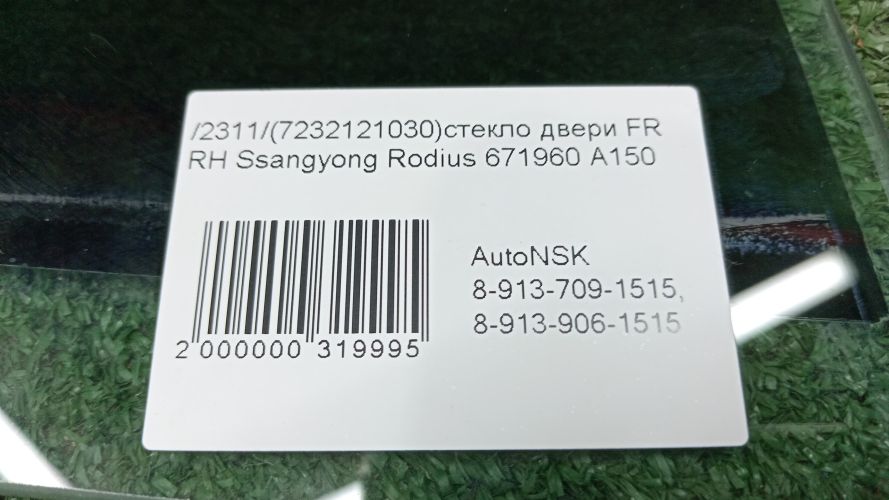 /2311/(7232121030)стекло двери FR
RH Ssangyong Rodius 671960 A150
AutoNSK
8-913-709-1515,
8-913-906-1515
2 000000 319995